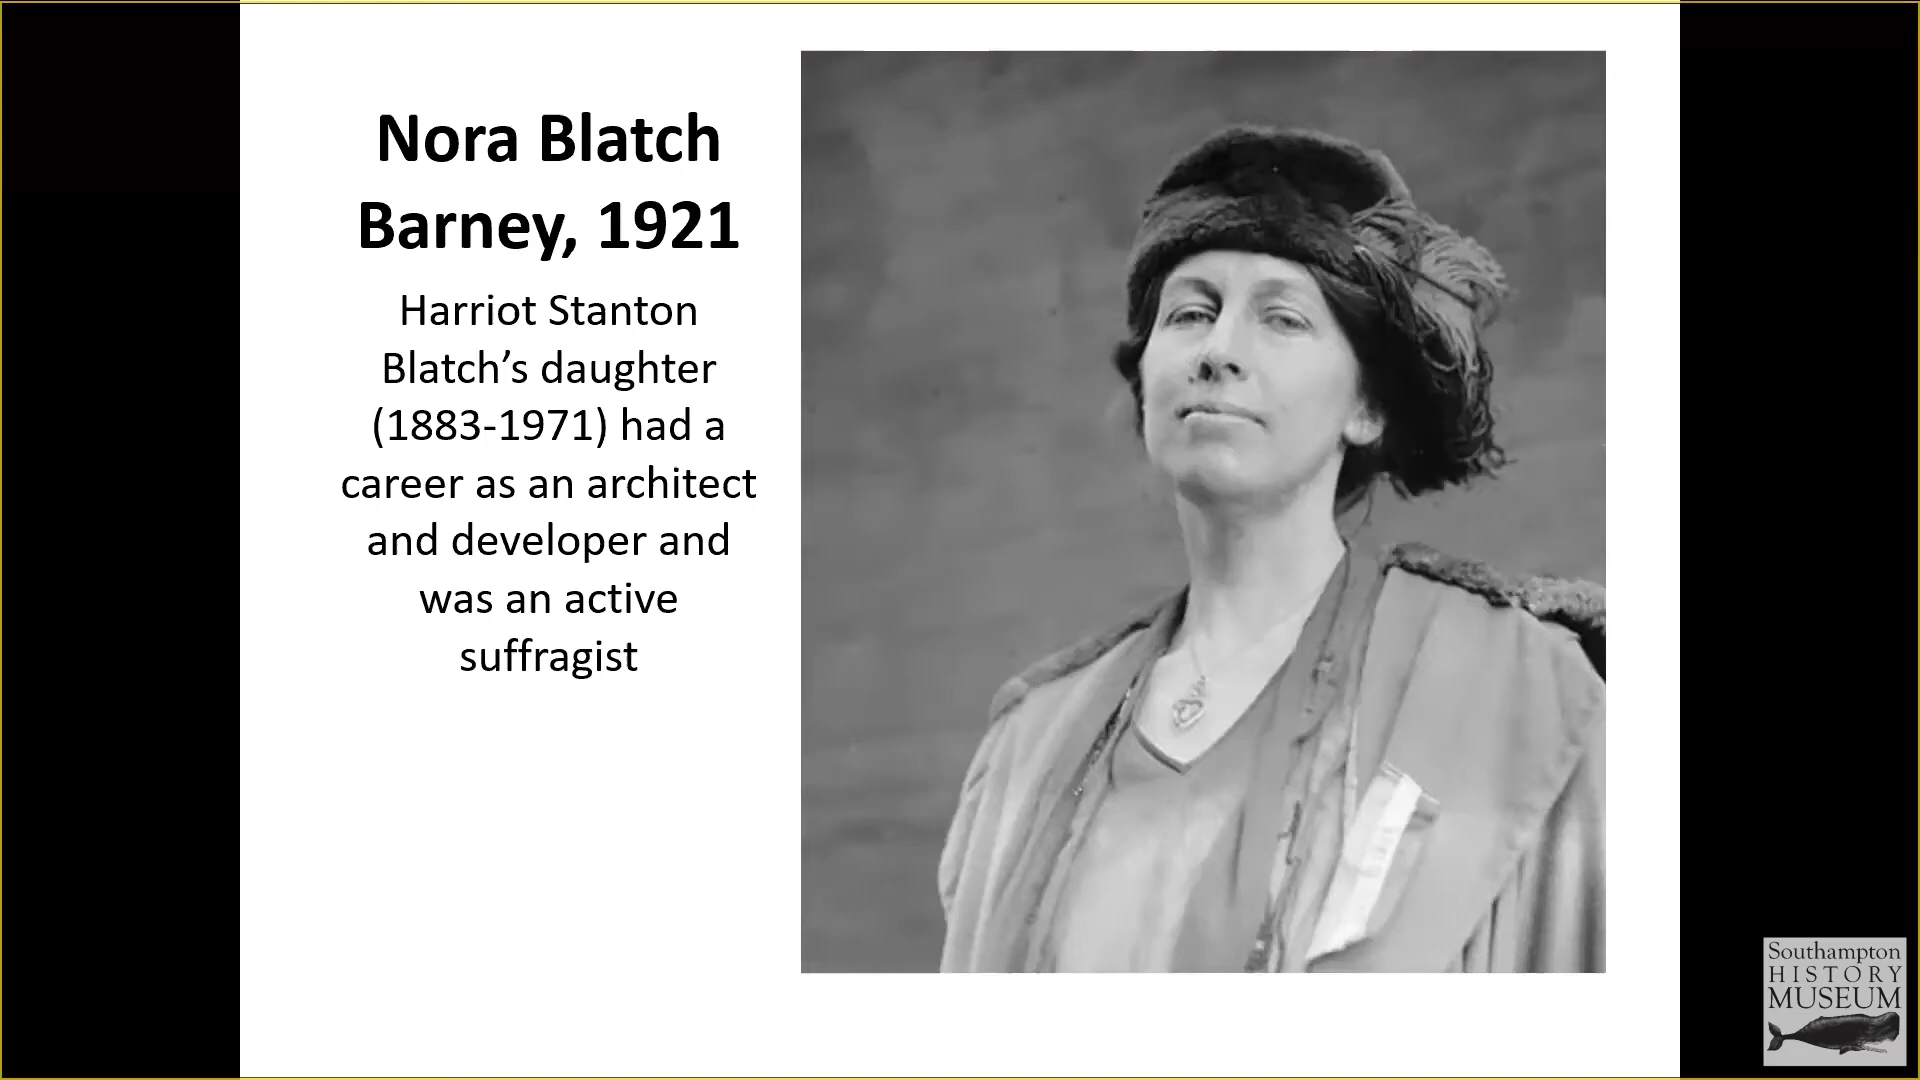 Nora Blatch
Barney, 1921
Harriot Stanton
Blatch’s daughter
(1883-1971) had a
career as an architect
and developer and
was an active
suffragist
Southampton
HISTORY
MUSEUM